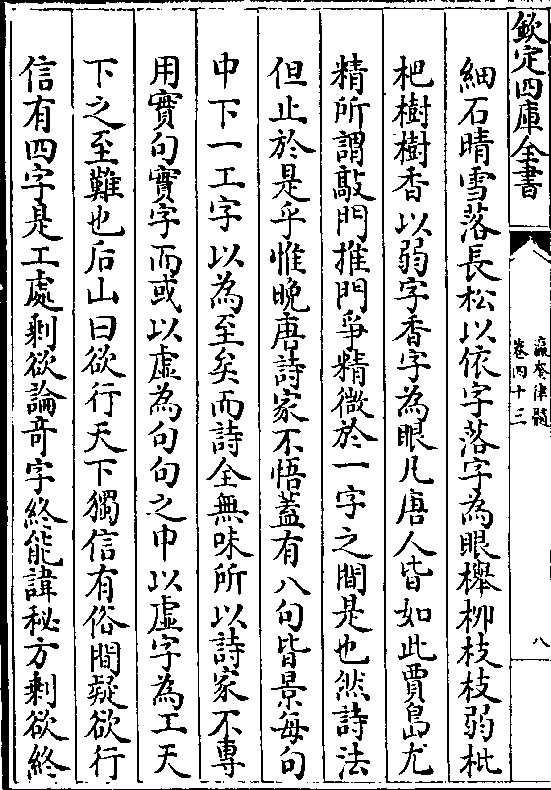 欽定四庫全書
瀛奎律髓
卷四十三
八
細石晴雪落長松以依字落字為眼櫸栁枝枝弱枇
杷樹樹香以弱字香字為眼凡唐人皆如此賈島尤
精所謂敲門推門爭精微於一字之間是也然詩法
但止於是乎惟晚唐詩家不悟蓋有八句皆景每句
中下一工字以為至矣而詩全無味所以詩家不專
用實句實字而或以虛為句句之中以虛字為工天
下之至難也后山曰欲行天下獨信有俗間疑欲行
信有四字是工處剩欲論竒字終能諱秘方剩欲終